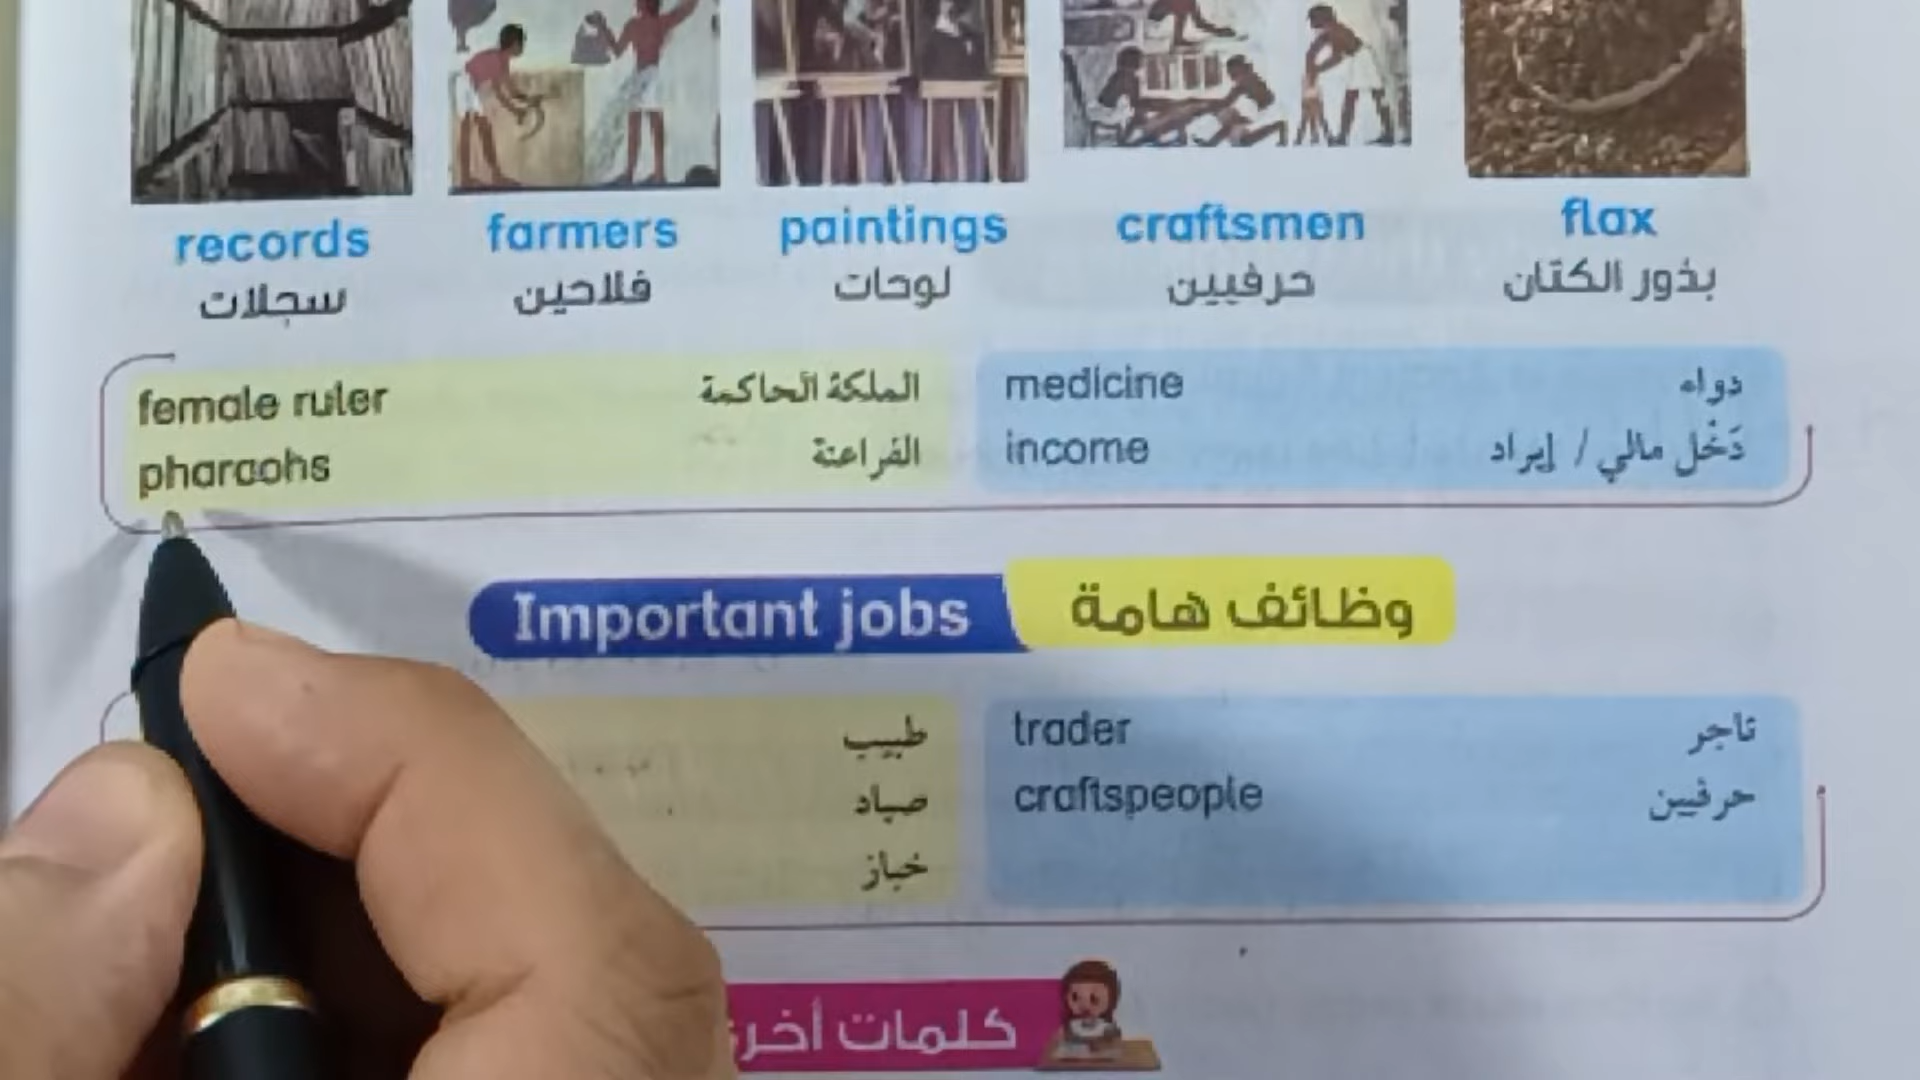 records farmers paintings craftsmen flax
سجلات فلاحين لوحات حرفيين بذور الكتان
female ruler الملكة الحاكمة medicine دواء
pharaohs الفراعنة income دَخْل مالي / إيراد
Important jobs وظائف هامة
طبيب trader تاجر
صياد craftspeople حرفيين
خباز
كلمات أخر